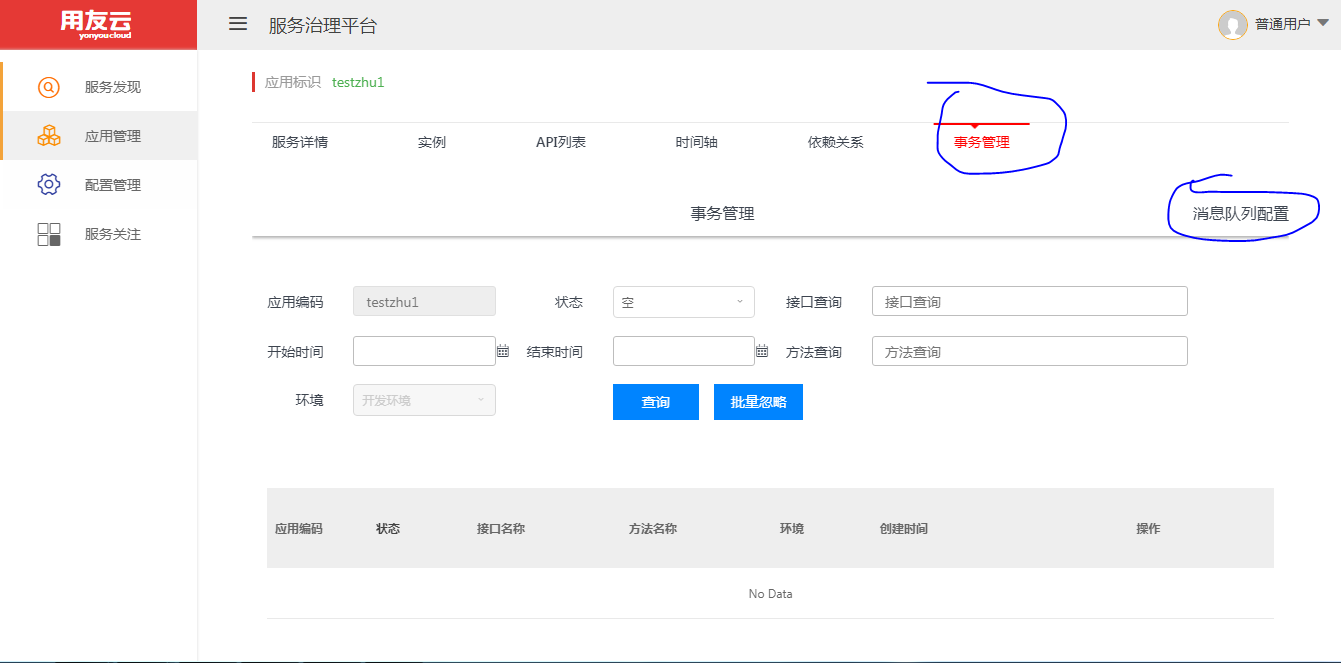 用友云
yonyoucloud
服务治理平台
普通用户
服务发现
应用管理
配置管理
服务关注
应用标识 testzhu1
服务详情 实例 API列表 时间轴 依赖关系 事务管理
事务管理 消息队列配置
应用编码 testzhu1 状态 空 接口查询 接口查询
开始时间 结束时间 方法查询 方法查询
环境 开发环境 查询 批量忽略
应用编码 状态 接口名称 方法名称 环境 创建时间 操作
No Data